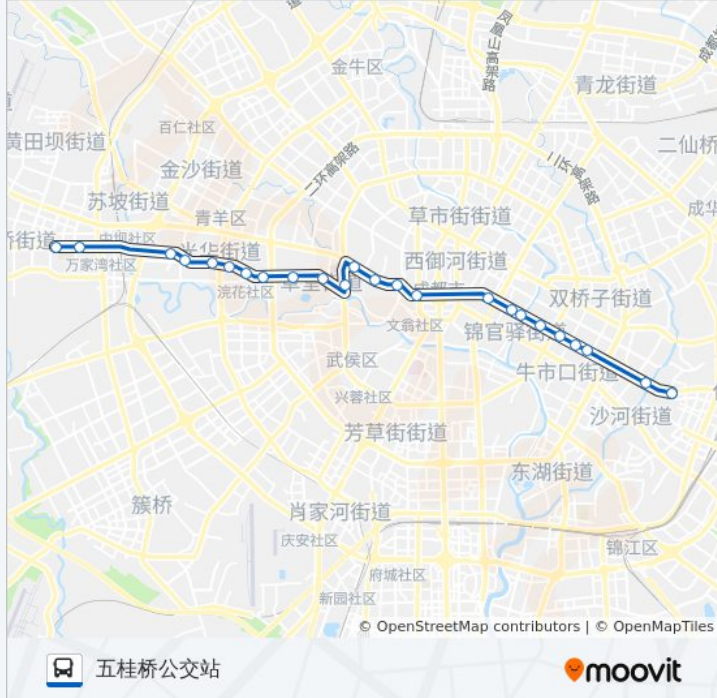 凤凰山高架路
金牛区
青龙街道
百仁社区
黄田坝街道
二仙桥
金沙街道
二环高架路
二环高架路
苏坡街道
青羊区
草市街街道
成华
桥街道
光华街道
西御河街道
万家湾社区
浣花社区
双桥子街道
文翁社区
锦官驿街道
武侯区
牛市口街道
兴蓉社区
沙河街道
芳草街街道
东湖街道
簇桥
肖家河街道
庆安社区
锦江区
府城社区
新园社区
© OpenStreetMap contributors | © OpenMapTiles
五桂桥公交站
moovit